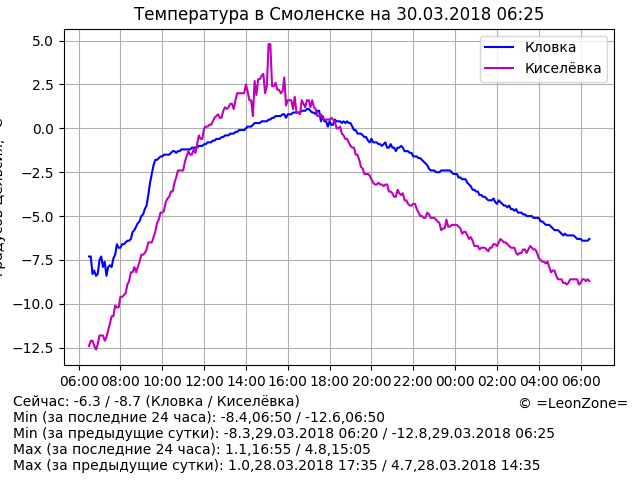 Температура в Смоленске на 30.03.2018 06:25
Кловка
Киселёвка
5.0
2.5
0.0
−2.5
−5.0
−7.5
−10.0
−12.5
06:00 08:00 10:00 12:00 14:00 16:00 18:00 20:00 22:00 00:00 02:00 04:00 06:00
Сейчас: -6.3 / -8.7 (Кловка / Киселёвка)
© =LeonZone=
Min (за последние 24 часа): -8.4,06:50 / -12.6,06:50
Min (за предыдущие сутки): -8.3,29.03.2018 06:20 / -12.8,29.03.2018 06:25
Max (за последние 24 часа): 1.1,16:55 / 4.8,15:05
Max (за предыдущие сутки): 1.0,28.03.2018 17:35 / 4.7,28.03.2018 14:35